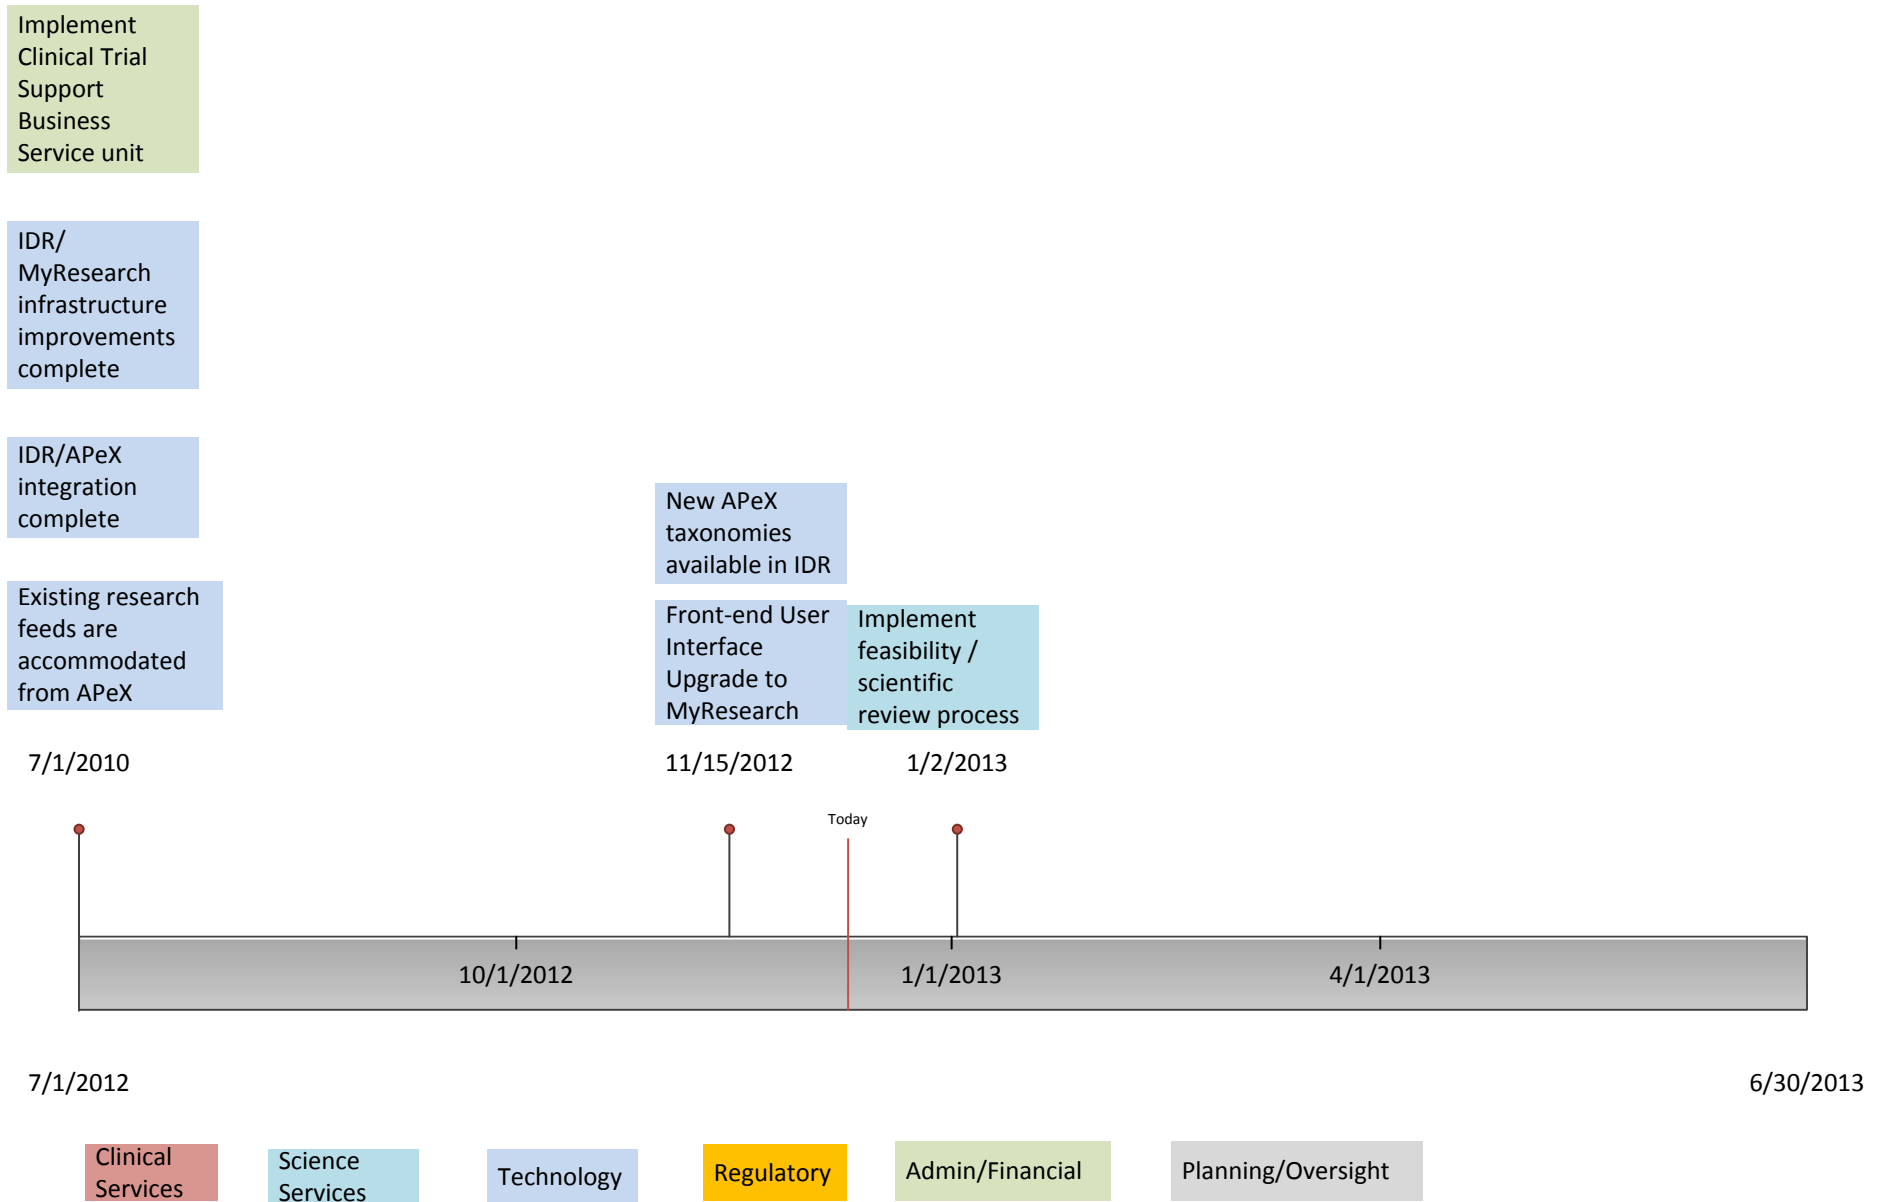 Implement
Clinical Trial
Support
Business
Service unit
IDR/
MyResearch
infrastructure
improvements
complete
IDR/APeX
integration
complete
Existing research
feeds are
accommodated
from APeX
New APeX
taxonomies
available in IDR
Front-end User
Interface
Upgrade to
MyResearch
Implement
feasibility /
scientific
review process
7/1/2010
11/15/2012
1/2/2013
Today
10/1/2012
1/1/2013
4/1/2013
7/1/2012
6/30/2013
Clinical
Services
Science
Services
Technology
Regulatory
Admin/Financial
Planning/Oversight